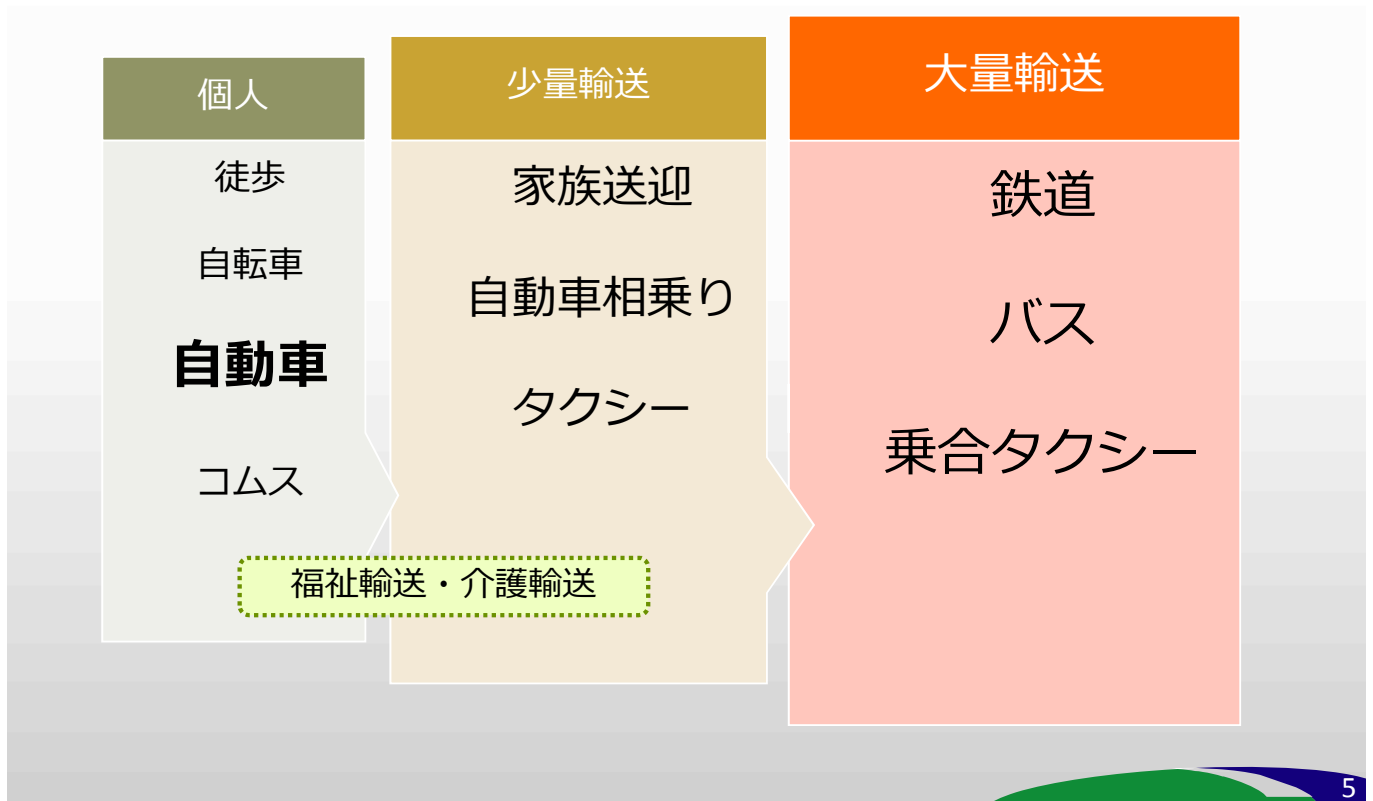 個人
徒歩
自転車
自動車
コムス
少量輸送
家族送迎
自動車相乗り
タクシー
大量輸送
鉄道
バス
乗合タクシー
福祉輸送・介護輸送
5